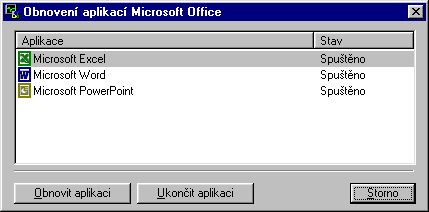 Obnovení aplikací Microsoft Office
Aplikace Stav
Microsoft Excel Spuštěno
Microsoft Word Spuštěno
Microsoft PowerPoint Spuštěno
Obnovit aplikaci Ukončit aplikaci Storno